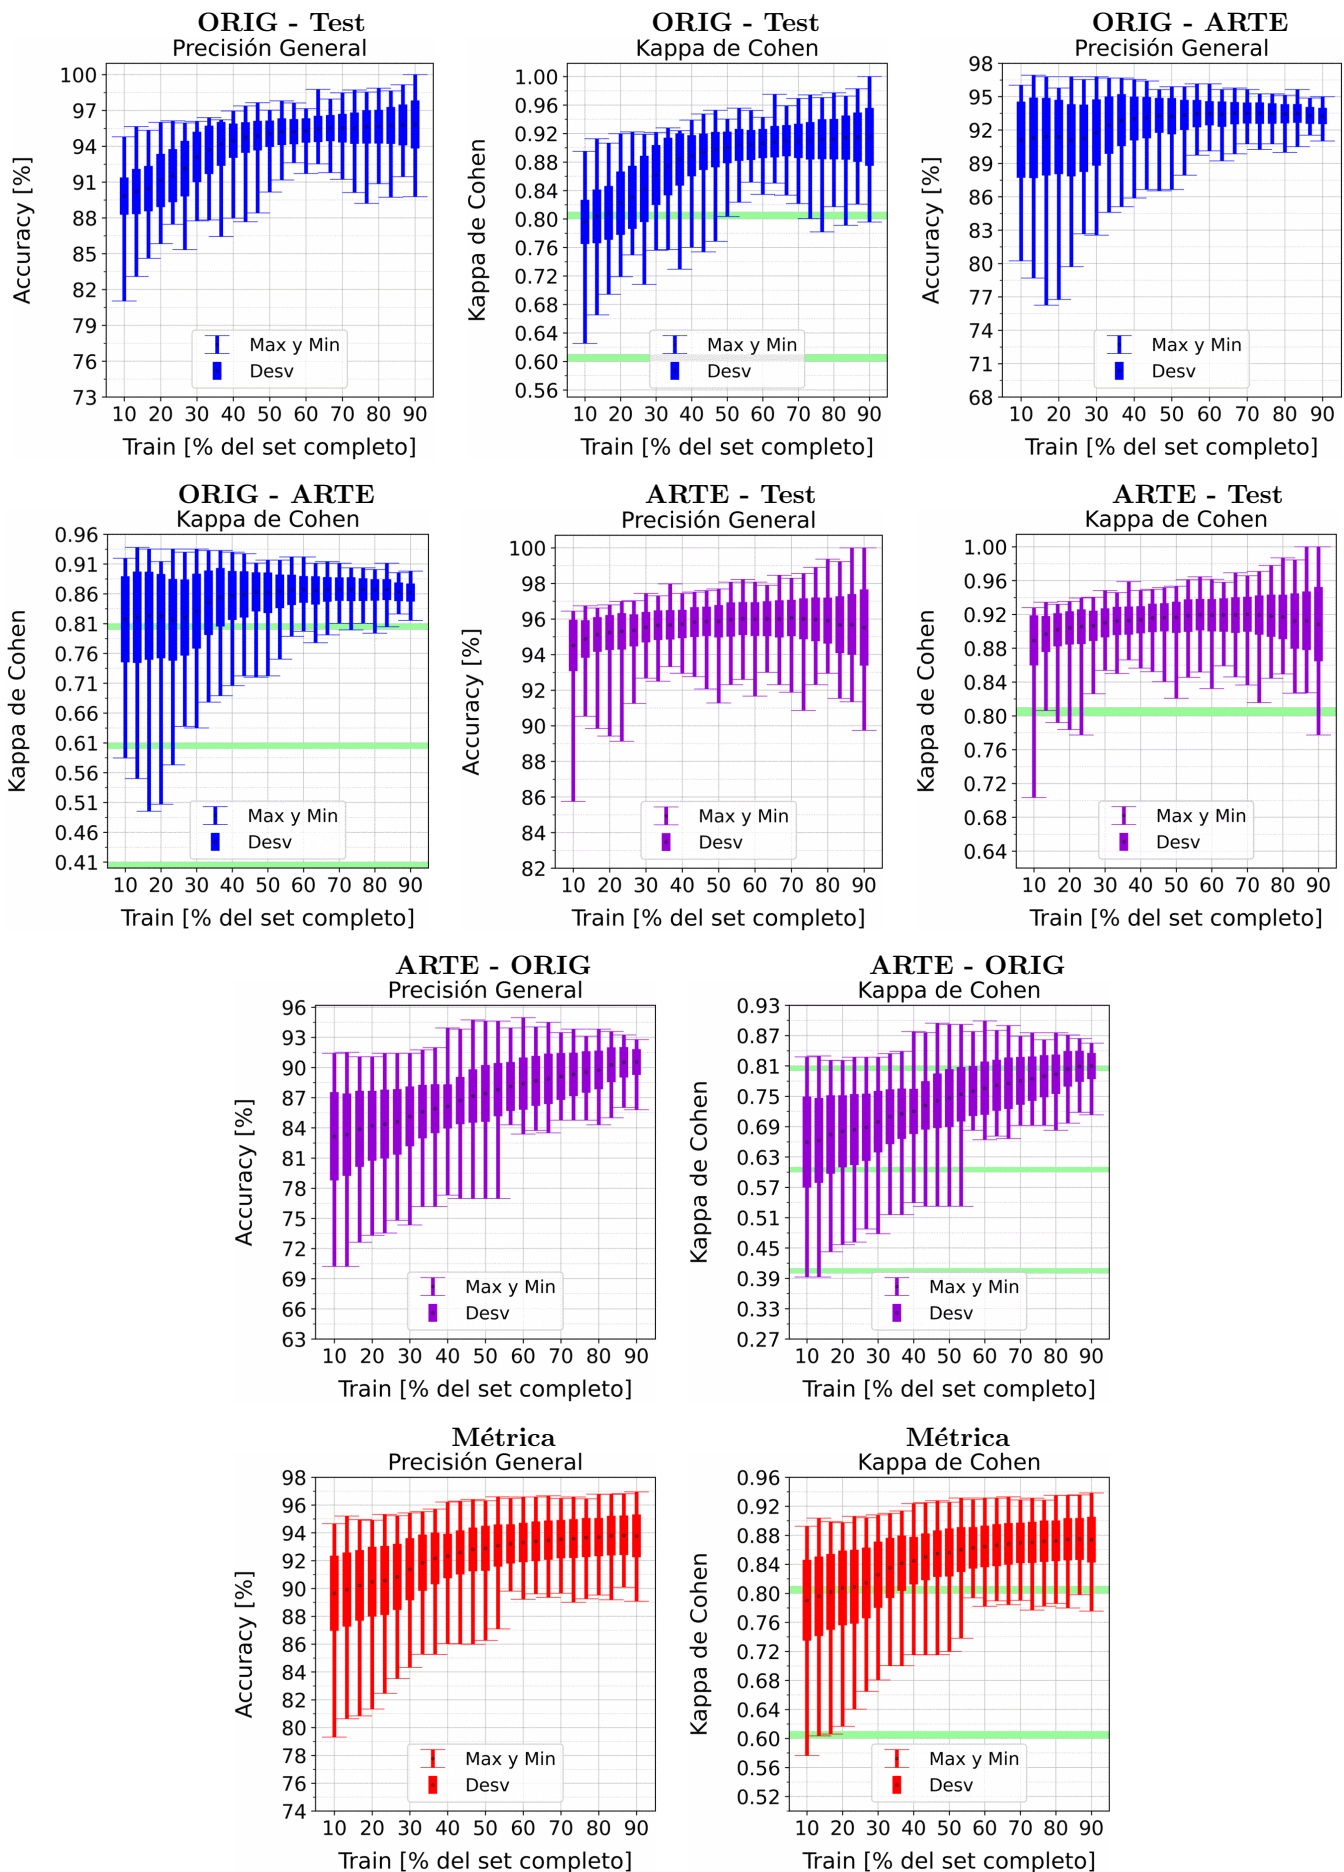 ORIG - Test
Precisión General
Accuracy [%]
100
97
94
91
88
85
82
79
76
73
Max y Min
Desv
10 20 30 40 50 60 70 80 90
Train [% del set completo]
ORIG - Test
Kappa de Cohen
Kappa de Cohen
1.00
0.96
0.92
0.88
0.84
0.80
0.76
0.72
0.68
0.64
0.60
0.56
Max y Min
Desv
10 20 30 40 50 60 70 80 90
Train [% del set completo]
ORIG - ARTE
Precisión General
Accuracy [%]
98
95
92
89
86
83
80
77
74
71
68
Max y Min
Desv
10 20 30 40 50 60 70 80 90
Train [% del set completo]
ORIG - ARTE
Kappa de Cohen
Kappa de Cohen
0.96
0.91
0.86
0.81
0.76
0.71
0.66
0.61
0.56
0.51
0.46
0.41
Max y Min
Desv
10 20 30 40 50 60 70 80 90
Train [% del set completo]
ARTE - Test
Precisión General
Accuracy [%]
100
98
96
94
92
90
88
86
84
82
Max y Min
Desv
10 20 30 40 50 60 70 80 90
Train [% del set completo]
ARTE - Test
Kappa de Cohen
Kappa de Cohen
1.00
0.96
0.92
0.88
0.84
0.80
0.76
0.72
0.68
0.64
Max y Min
Desv
10 20 30 40 50 60 70 80 90
Train [% del set completo]
ARTE - ORIG
Precisión General
Accuracy [%]
96
93
90
87
84
81
78
75
72
69
66
63
Max y Min
Desv
10 20 30 40 50 60 70 80 90
Train [% del set completo]
ARTE - ORIG
Kappa de Cohen
Kappa de Cohen
0.93
0.87
0.81
0.75
0.69
0.63
0.57
0.51
0.45
0.39
0.33
0.27
Max y Min
Desv
10 20 30 40 50 60 70 80 90
Train [% del set completo]
Métrica
Precisión General
Accuracy [%]
98
96
94
92
90
88
86
84
82
80
78
76
74
Max y Min
Desv
10 20 30 40 50 60 70 80 90
Train [% del set completo]
Métrica
Kappa de Cohen
Kappa de Cohen
0.96
0.92
0.88
0.84
0.80
0.76
0.72
0.68
0.64
0.60
0.56
0.52
Max y Min
Desv
10 20 30 40 50 60 70 80 90
Train [% del set completo]